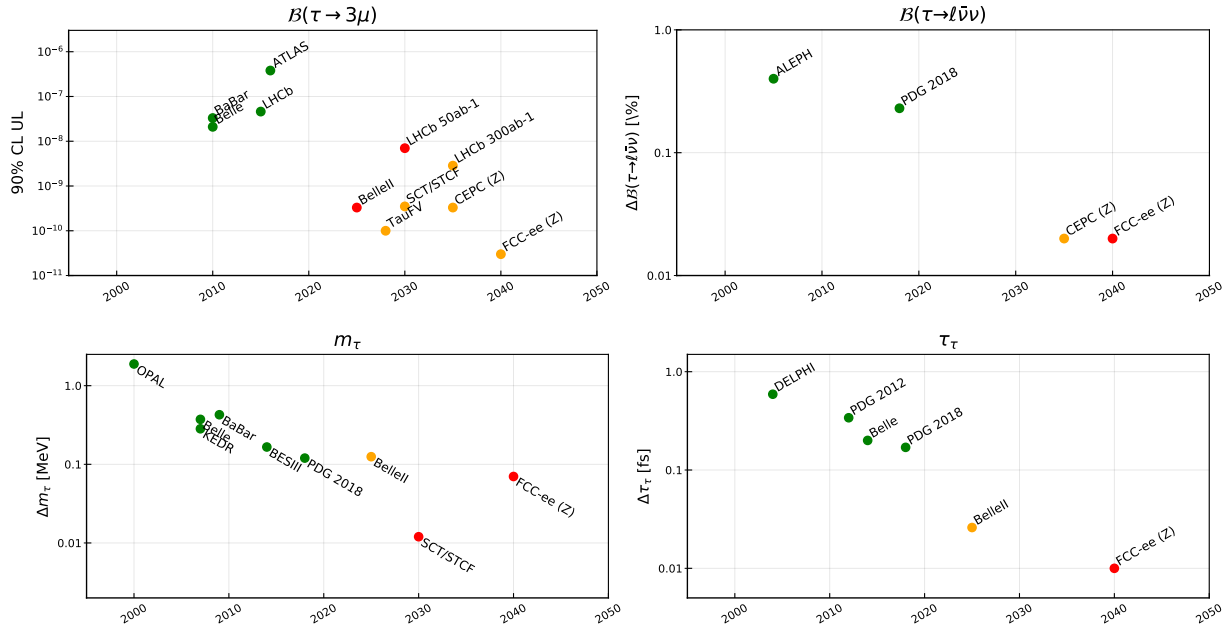 𝓑(τ → 3μ)
90% CL UL
10⁻⁶
10⁻⁷
10⁻⁸
10⁻⁹
10⁻¹⁰
10⁻¹¹
ATLAS
BaBar
Belle
LHCb
LHCb 50ab-1
LHCb 300ab-1
BelleII
SCT/STCF
CEPC (Z)
TauFV
FCC-ee (Z)
2000
2010
2020
2030
2040
2050
𝓑(τ→ℓν̄ν)
Δ𝓑(τ→ℓν̄ν) [\%]
1.0
0.1
0.01
ALEPH
PDG 2018
CEPC (Z)
FCC-ee (Z)
2000
2010
2020
2030
2040
2050
m_τ
Δm_τ [MeV]
1.0
0.1
0.01
OPAL
Belle
KEDR
BaBar
BESIII
PDG 2018
BelleII
SCT/STCF
FCC-ee (Z)
2000
2010
2020
2030
2040
2050
τ_τ
Δτ_τ [fs]
1.0
0.1
0.01
DELPHI
PDG 2012
Belle
PDG 2018
BelleII
FCC-ee (Z)
2000
2010
2020
2030
2040
2050